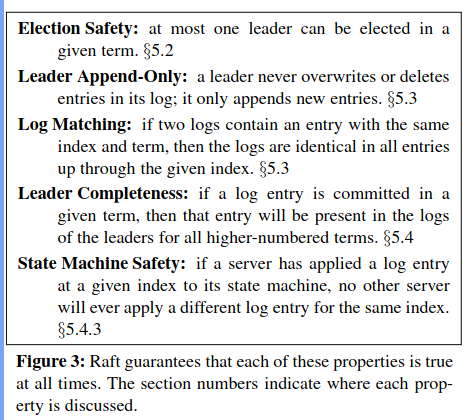 Election Safety: at most one leader can be elected in a
given term. §5.2
Leader Append-Only: a leader never overwrites or deletes
entries in its log; it only appends new entries. §5.3
Log Matching: if two logs contain an entry with the same
index and term, then the logs are identical in all entries
up through the given index. §5.3
Leader Completeness: if a log entry is committed in a
given term, then that entry will be present in the logs
of the leaders for all higher-numbered terms. §5.4
State Machine Safety: if a server has applied a log entry
at a given index to its state machine, no other server
will ever apply a different log entry for the same index.
§5.4.3
Figure 3: Raft guarantees that each of these properties is true
at all times. The section numbers indicate where each prop-
erty is discussed.